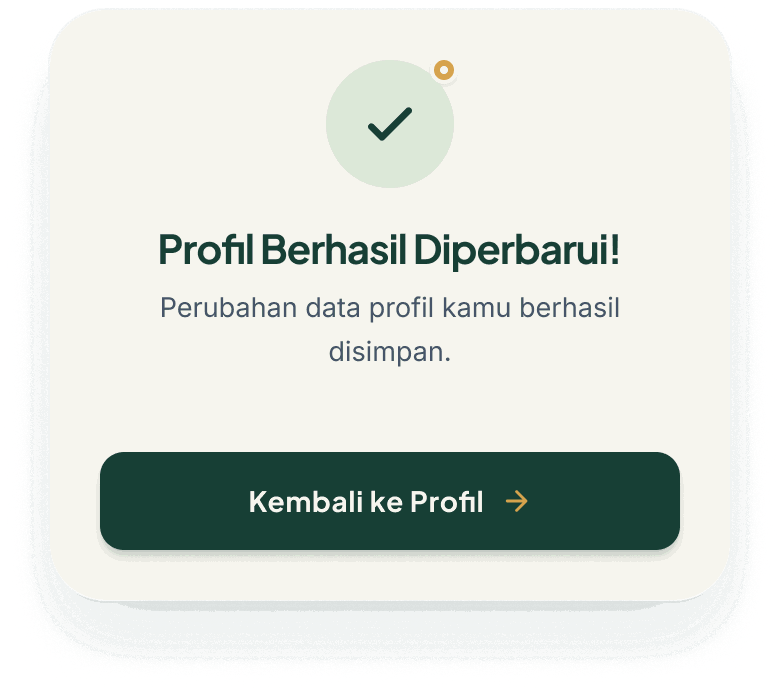 Profil Berhasil Diperbarui!
Perubahan data profil kamu berhasil
disimpan.
Kembali ke Profil